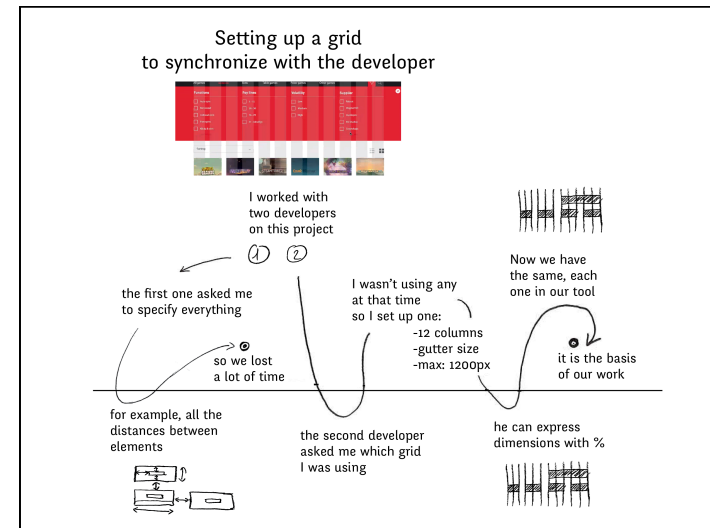 Setting up a grid
to synchronize with the developer
I worked with
two developers
on this project
1 2
the first one asked me
to specify everything
so we lost
a lot of time
for example, all the
distances between
elements
the second developer
asked me which grid
I was using
I wasn't using any
at that time
so I set up one:
-12 columns
-gutter size
-max: 1200px
he can express
dimensions with %
Now we have
the same, each
one in our tool
it is the basis
of our work